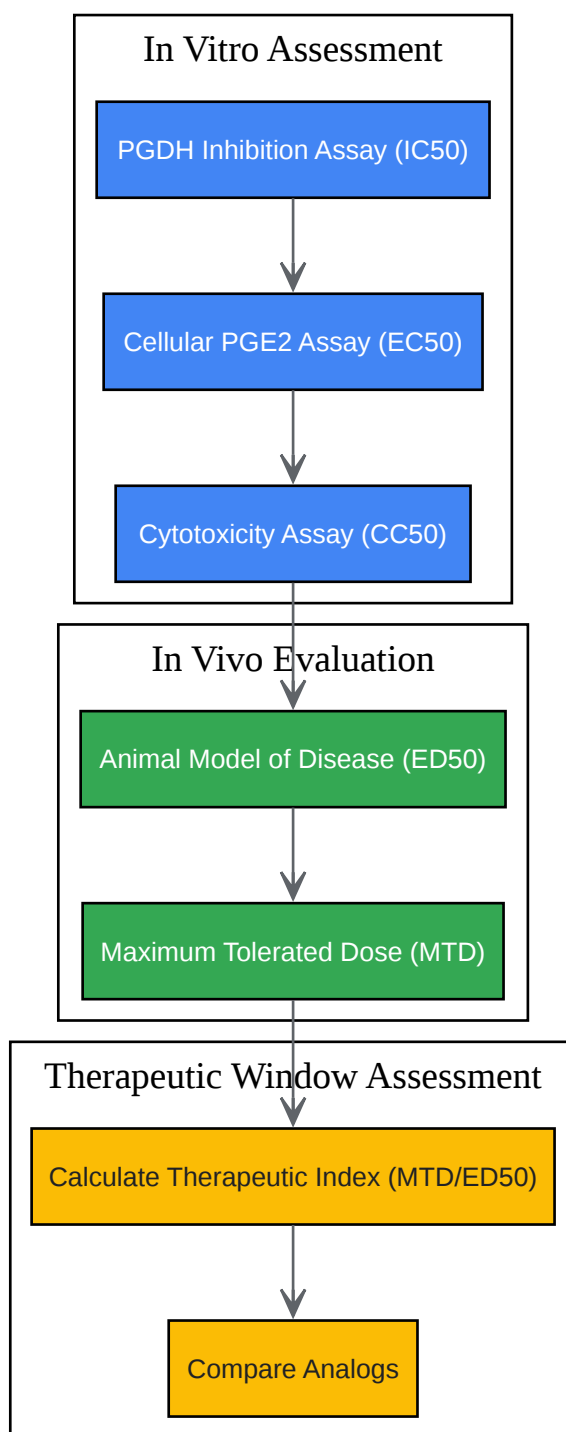 In Vitro Assessment
PGDH Inhibition Assay (IC50)
Cellular PGE2 Assay (EC50)
Cytotoxicity Assay (CC50)
In Vivo Evaluation
Animal Model of Disease (ED50)
Maximum Tolerated Dose (MTD)
Therapeutic Window Assessment
Calculate Therapeutic Index (MTD/ED50)
Compare Analogs